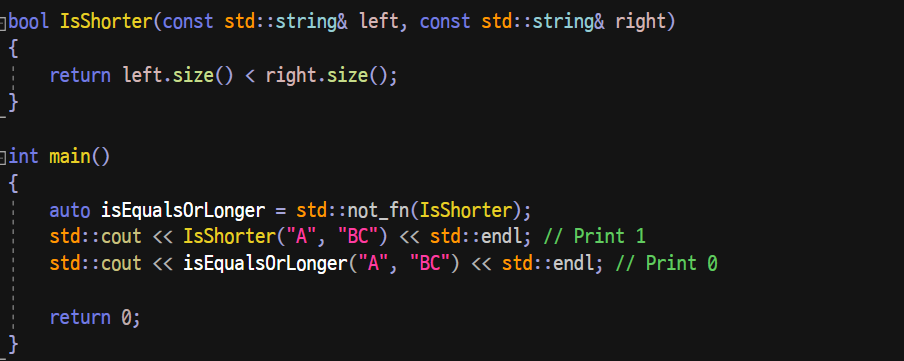 bool IsShorter(const std::string& left, const std::string& right)
{
    return left.size() < right.size();
}
int main()
{
    auto isEqualsOrLonger = std::not_fn(IsShorter);
    std::cout << IsShorter("A", "BC") << std::endl; // Print 1
    std::cout << isEqualsOrLonger("A", "BC") << std::endl; // Print 0
    return 0;
}